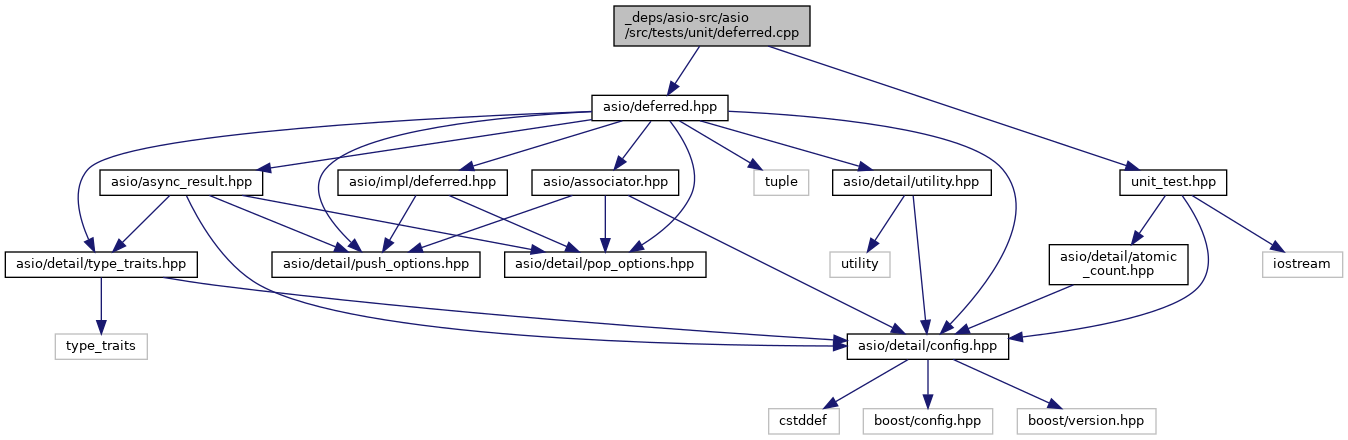 _deps/asio-src/asio
/src/tests/unit/deferred.cpp
asio/deferred.hpp
asio/async_result.hpp
asio/impl/deferred.hpp
asio/associator.hpp
tuple
asio/detail/utility.hpp
unit_test.hpp
asio/detail/type_traits.hpp
asio/detail/push_options.hpp
asio/detail/pop_options.hpp
utility
asio/detail/atomic
_count.hpp
iostream
type_traits
asio/detail/config.hpp
cstddef
boost/config.hpp
boost/version.hpp